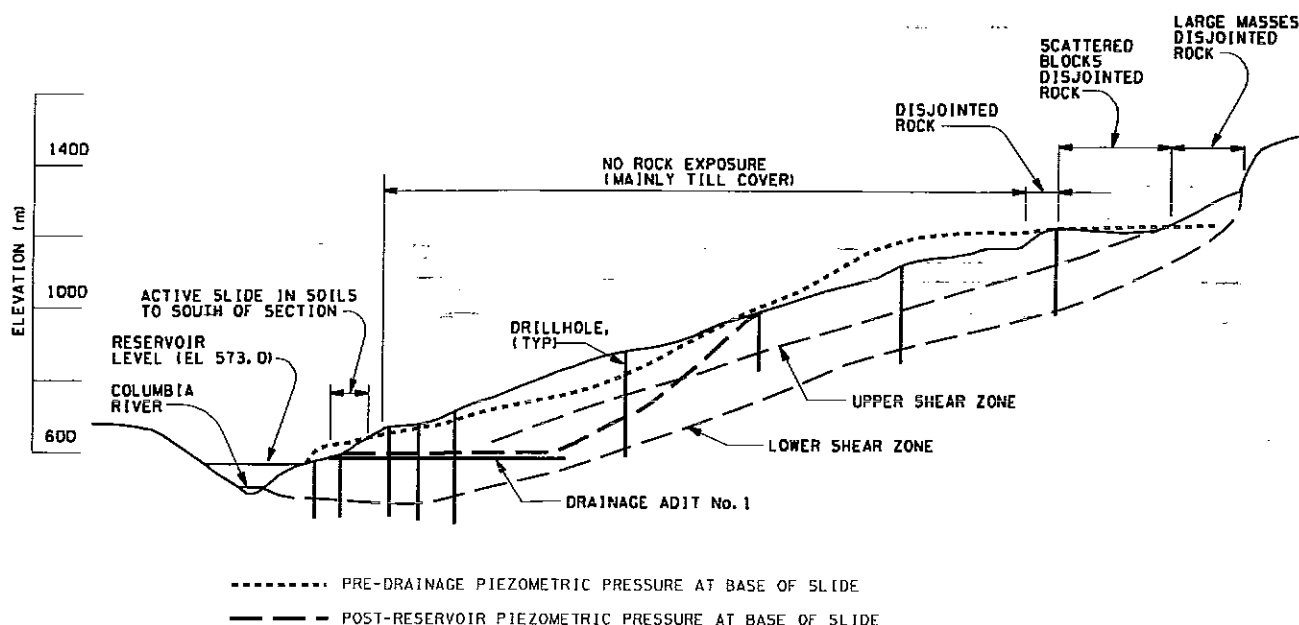 LARGE MASSES
DISJOINTED
ROCK
SCATTERED
BLOCKS
DISJOINTED
ROCK
DISJOINTED
ROCK
NO ROCK EXPOSURE
(MAINLY TILL COVER)
ELEVATION (m)
1400
1000
600
ACTIVE SLIDE IN SOILS
TO SOUTH OF SECTION
RESERVOIR
LEVEL (EL 573.0)
COLUMBIA
RIVER
DRILLHOLE,
(TYP)
UPPER SHEAR ZONE
LOWER SHEAR ZONE
DRAINAGE ADIT No.1
PRE-DRAINAGE PIEZOMETRIC PRESSURE AT BASE OF SLIDE
POST-RESERVOIR PIEZOMETRIC PRESSURE AT BASE OF SLIDE